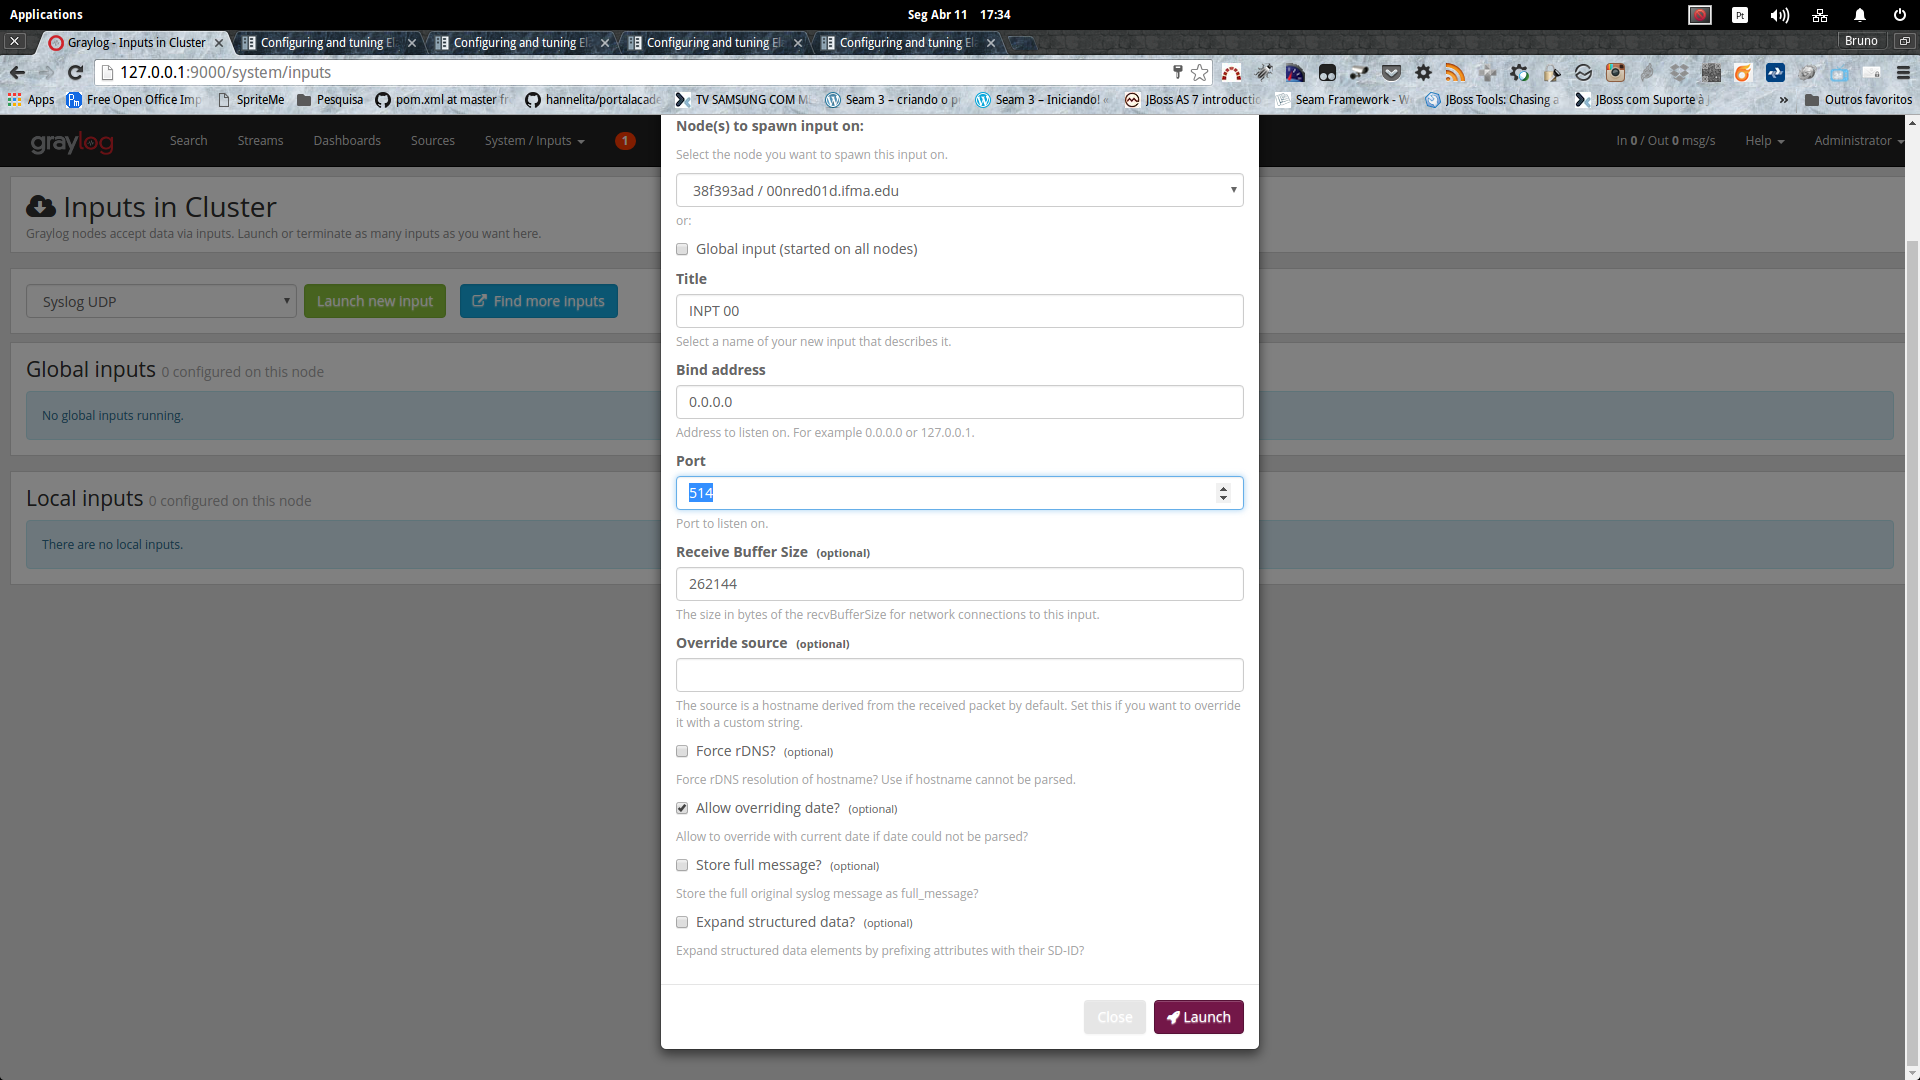 Applications
Seg Abr 11 17:34
Pt
Graylog - Inputs in Cluster
Configuring and tuning El
Configuring and tuning El
Configuring and tuning El
Configuring and tuning El
Bruno
127.0.0.1:9000/system/inputs
Apps
Free Open Office Imp
SpriteMe
Pesquisa
pom.xml at master fr
hannelita/portalacade
TV SAMSUNG COM M
Seam 3 – criando o p
Seam 3 – Iniciando! «
JBoss AS 7 introductio
Seam Framework - W
JBoss Tools: Chasing a
JBoss com Suporte à
»
Outros favoritos
graylog
Search
Streams
Dashboards
Sources
System / Inputs
1
In 0 / Out 0 msg/s
Help
Administrator
Inputs in Cluster
Graylog nodes accept data via inputs. Launch or terminate as many inputs as you want here.
Syslog UDP
Launch new input
Find more inputs
Global inputs 0 configured on this node
No global inputs running.
Local inputs 0 configured on this node
There are no local inputs.
Node(s) to spawn input on:
Select the node you want to spawn this input on.
38f393ad / 00nred01d.ifma.edu
or:
Global input (started on all nodes)
Title
INPT 00
Select a name of your new input that describes it.
Bind address
0.0.0.0
Address to listen on. For example 0.0.0.0 or 127.0.0.1.
Port
514
Port to listen on.
Receive Buffer Size (optional)
262144
The size in bytes of the recvBufferSize for network connections to this input.
Override source (optional)
The source is a hostname derived from the received packet by default. Set this if you want to override
it with a custom string.
Force rDNS? (optional)
Force rDNS resolution of hostname? Use if hostname cannot be parsed.
Allow overriding date? (optional)
Allow to override with current date if date could not be parsed?
Store full message? (optional)
Store the full original syslog message as full_message?
Expand structured data? (optional)
Expand structured data elements by prefixing attributes with their SD-ID?
Close
Launch